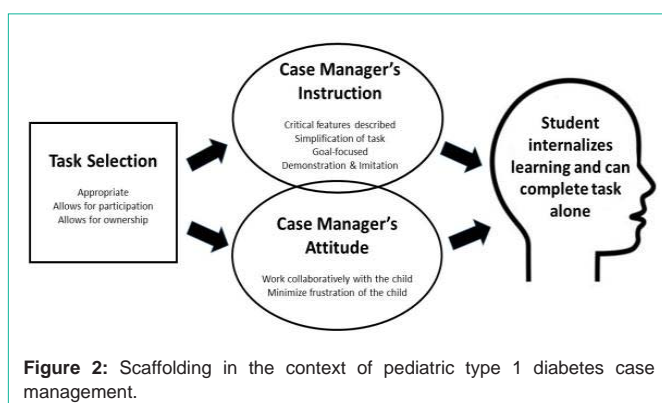 Task Selection
Appropriate
Allows for participation
Allows for ownership
Case Manager's
Instruction
Critical features described
Simplification of task
Goal-focused
Demonstration & Imitation
Case Manager's
Attitude
Work collaboratively with the child
Minimize frustration of the child
Student
internalizes
learning and can
complete task
alone
Figure 2: Scaffolding in the context of pediatric type 1 diabetes case
management.